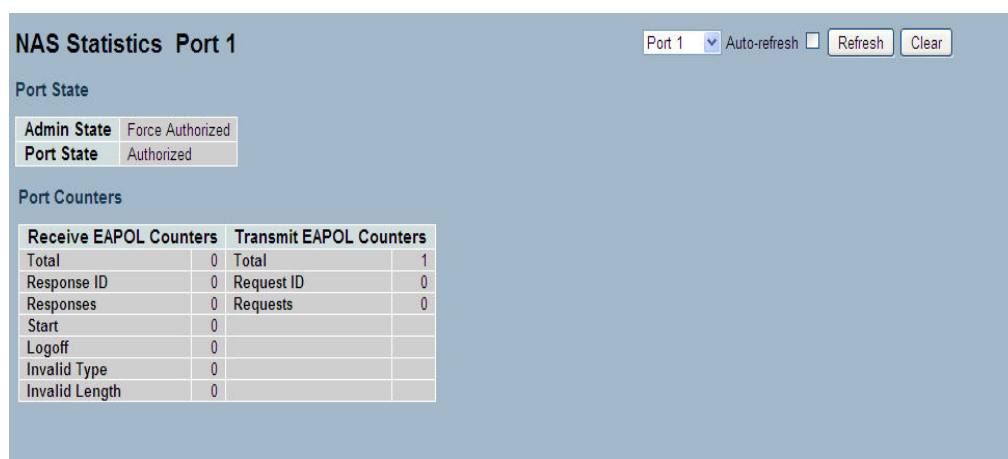 NAS Statistics Port 1
Port 1 Auto-refresh Refresh Clear
Port State
Admin State Force Authorized
Port State Authorized
Port Counters
Receive EAPOL Counters Transmit EAPOL Counters
Total 0 Total 1
Response ID 0 Request ID 0
Responses 0 Requests 0
Start 0
Logoff 0
Invalid Type 0
Invalid Length 0